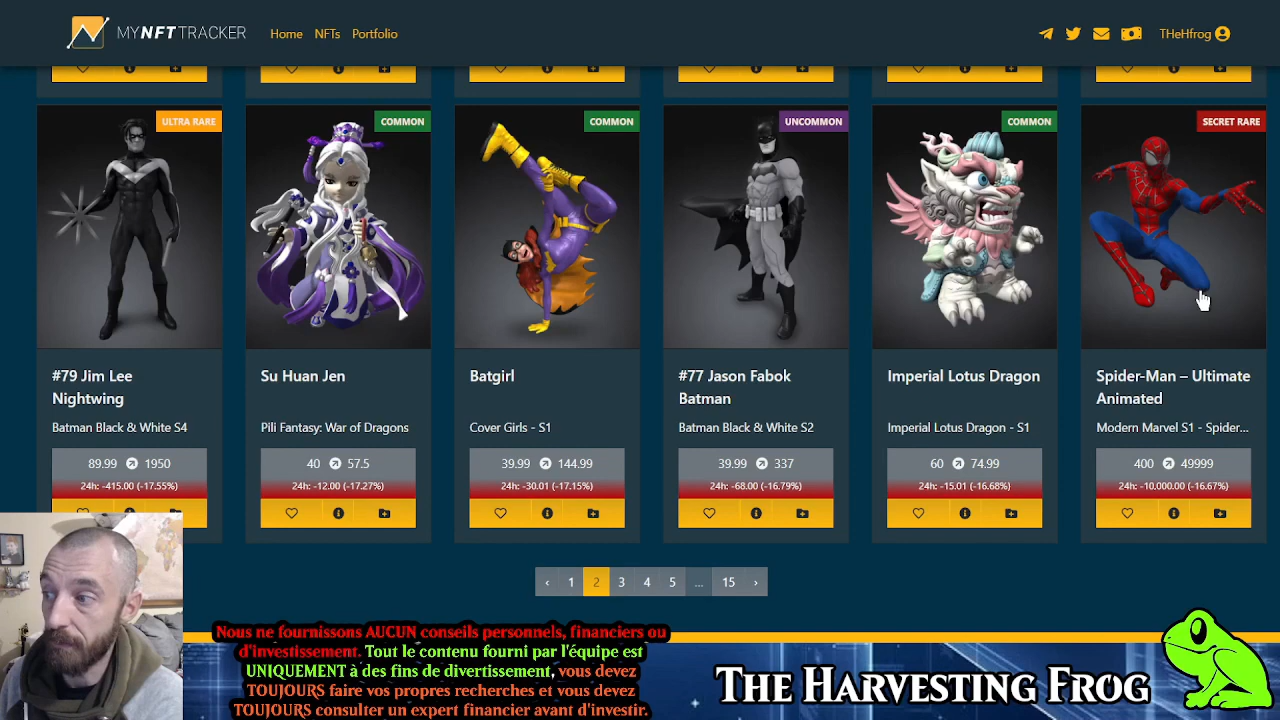 MYNFTTRACKER Home NFTs Portfolio THeHfrog
ULTRA RARE
COMMON
COMMON
UNCOMMON
COMMON
SECRET RARE
#79 Jim Lee
Nightwing
Batman Black & White S4
89.99 1950
24h: -415.00 (-17.55%)
Su Huan Jen
Pili Fantasy: War of Dragons
40 57.5
24h: -12.00 (-17.27%)
Batgirl
Cover Girls - S1
39.99 144.99
24h: -30.01 (-17.15%)
#77 Jason Fabok
Batman
Batman Black & White S2
39.99 337
24h: -68.00 (-16.79%)
Imperial Lotus Dragon
Imperial Lotus Dragon - S1
60 74.99
24h: -15.01 (-16.68%)
Spider-Man – Ultimate
Animated
Modern Marvel S1 - Spider...
400 49999
24h: -10.000.00 (-16.67%)
‹ 1 2 3 4 5 ... 15 ›
Nous ne fournissons AUCUN conseils personnels, financiers ou
d'investissement. Tout le contenu fourni par l'équipe est
UNIQUEMENT à des fins de divertissement, vous devez
TOUJOURS faire vos propres recherches et vous devez
TOUJOURS consulter un expert financier avant d'investir.
The Harvesting Frog